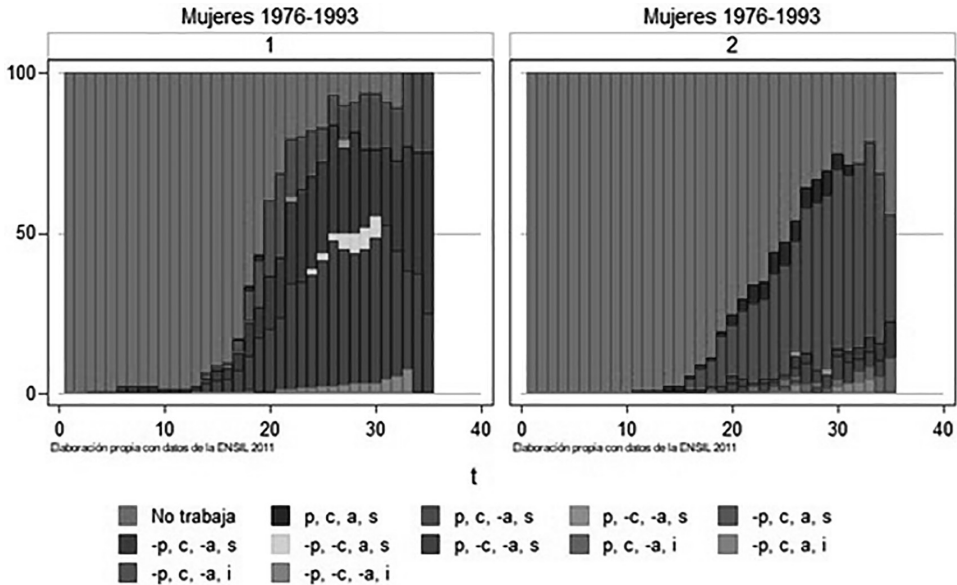 Mujeres 1976-1993 Mujeres 1976-1993
1 2
100
50
0
0 10 20 30 40 0 10 20 30 40
Elaboración propia con datos de la ENSIL 2011 Elaboración propia con datos de la ENSIL 2011
t
No trabaja p, c, a, s p, c, -a, s p, -c, -a, s -p, c, a, s
-p, c, -a, s -p, -c, a, s p, -c, -a, s p, c, -a, i -p, c, a, i
-p, c, -a, i -p, -c, -a, i